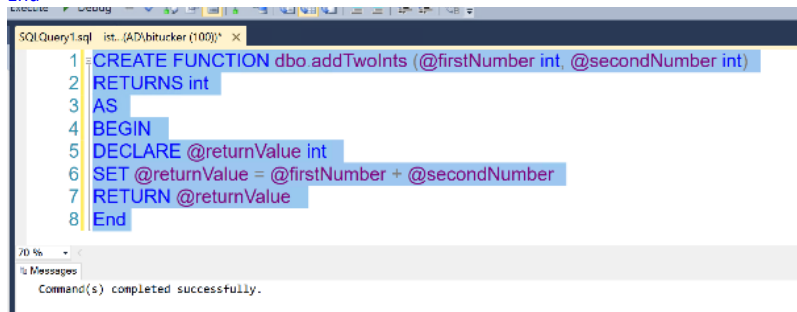 End
Execute Debug
SQLQuery1.sql ist...(AD\bitucker (100))* ×
1 CREATE FUNCTION dbo.addTwoInts (@firstNumber int, @secondNumber int)
2 RETURNS int
3 AS
4 BEGIN
5 DECLARE @returnValue int
6 SET @returnValue = @firstNumber + @secondNumber
7 RETURN @returnValue
8 End
70 %
Messages
Command(s) completed successfully.